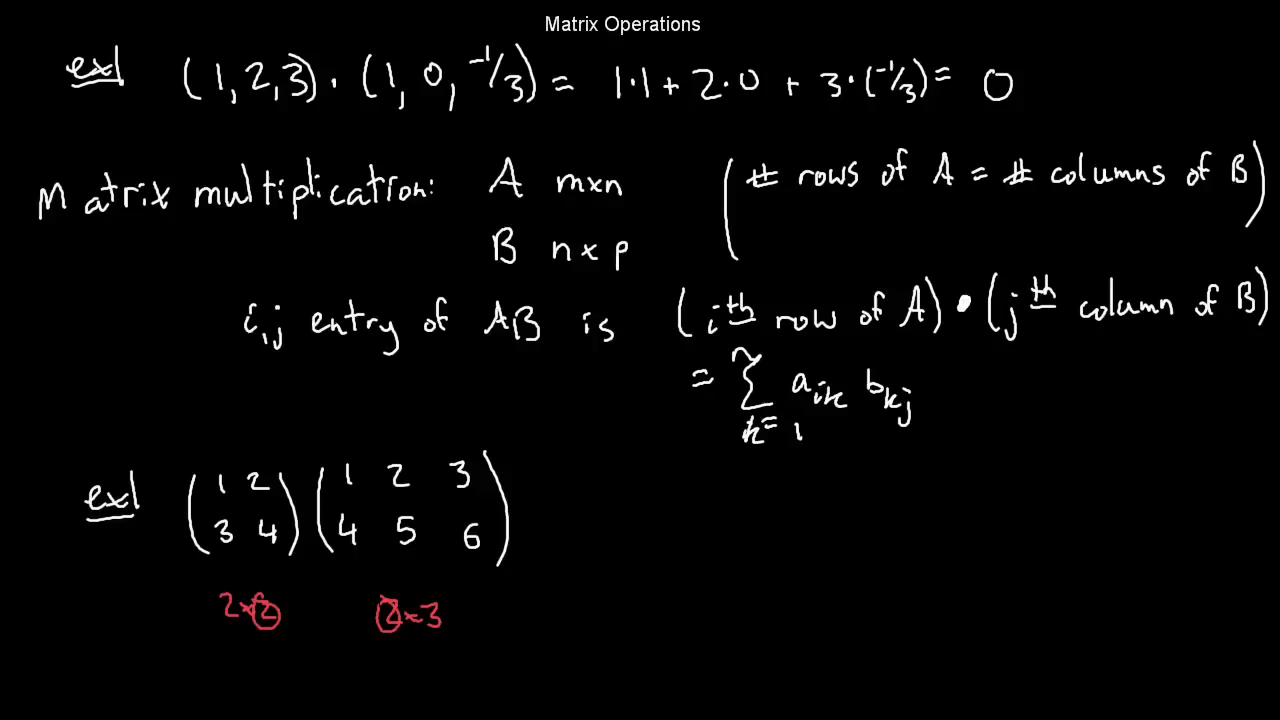 Matrix Operations
ex) (1, 2, 3) · (1, 0, -1/3) = 1·1 + 2·0 + 3·(-1/3) = 0
Matrix multiplication: A m×n (# rows of A = # columns of B)
B n×p
i,j entry of AB is (i th row of A) • (j th column of B)
= n ∑ k=1 a ik b kj
ex) ( 1 2 ) ( 1 2 3 )
3 4 4 5 6
2×2 2×3